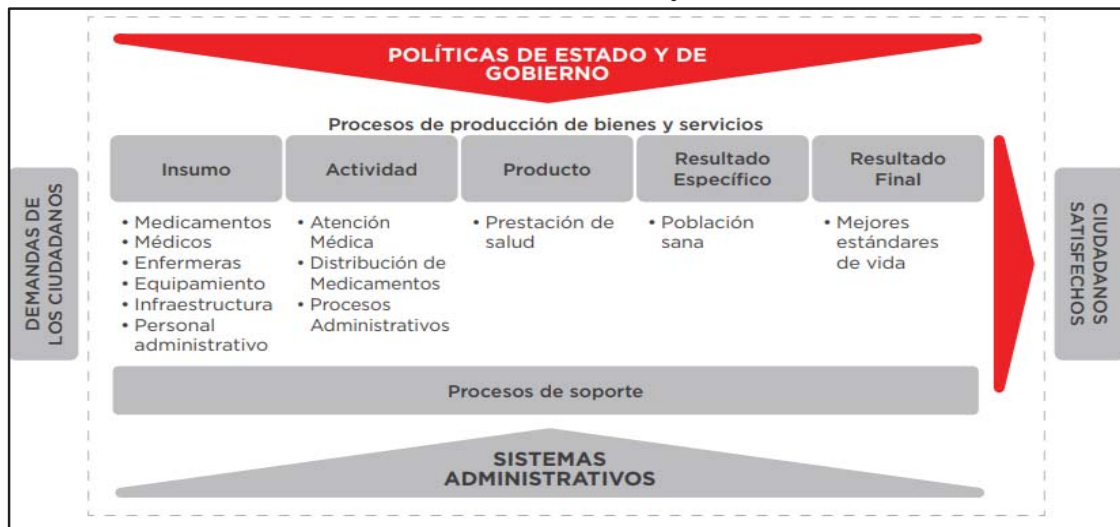 POLÍTICAS DE ESTADO Y DE
GOBIERNO
Procesos de producción de bienes y servicios
DEMANDAS DE
LOS CIUDADANOS
Insumo
• Medicamentos
• Médicos
• Enfermeras
• Equipamiento
• Infraestructura
• Personal
administrativo
Actividad
• Atención
Médica
• Distribución de
Medicamentos
• Procesos
Administrativos
Producto
• Prestación de
salud
Resultado
Específico
• Población
sana
Resultado
Final
• Mejores
estándares
de vida
CIUDADANOS
SATISFECHOS
Procesos de soporte
SISTEMAS
ADMINISTRATIVOS